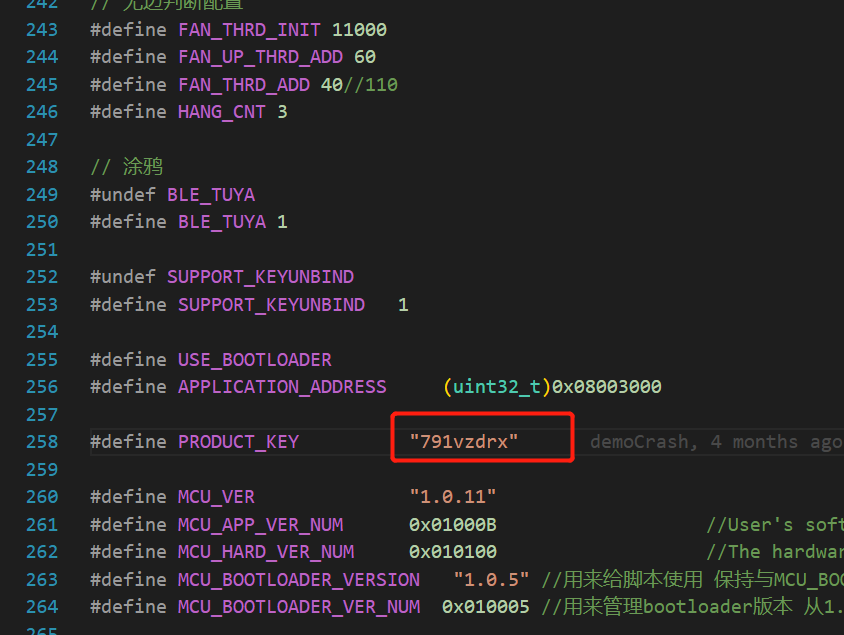 242 // 无边判断配置
243 #define FAN_THRD_INIT 11000
244 #define FAN_UP_THRD_ADD 60
245 #define FAN_THRD_ADD 40//110
246 #define HANG_CNT 3
247
248 // 涂鸦
249 #undef BLE_TUYA
250 #define BLE_TUYA 1
251
252 #undef SUPPORT_KEYUNBIND
253 #define SUPPORT_KEYUNBIND 1
254
255 #define USE_BOOTLOADER
256 #define APPLICATION_ADDRESS (uint32_t)0x08003000
257
258 #define PRODUCT_KEY "791vzdrx" demoCrash, 4 months ago
259
260 #define MCU_VER "1.0.11"
261 #define MCU_APP_VER_NUM 0x01000B //User's soft
262 #define MCU_HARD_VER_NUM 0x010100 //The hardwar
263 #define MCU_BOOTLOADER_VERSION "1.0.5" //用来给脚本使用 保持与MCU_BOO
264 #define MCU_BOOTLOADER_VER_NUM 0x010005 //用来管理bootloader版本 从1.
265